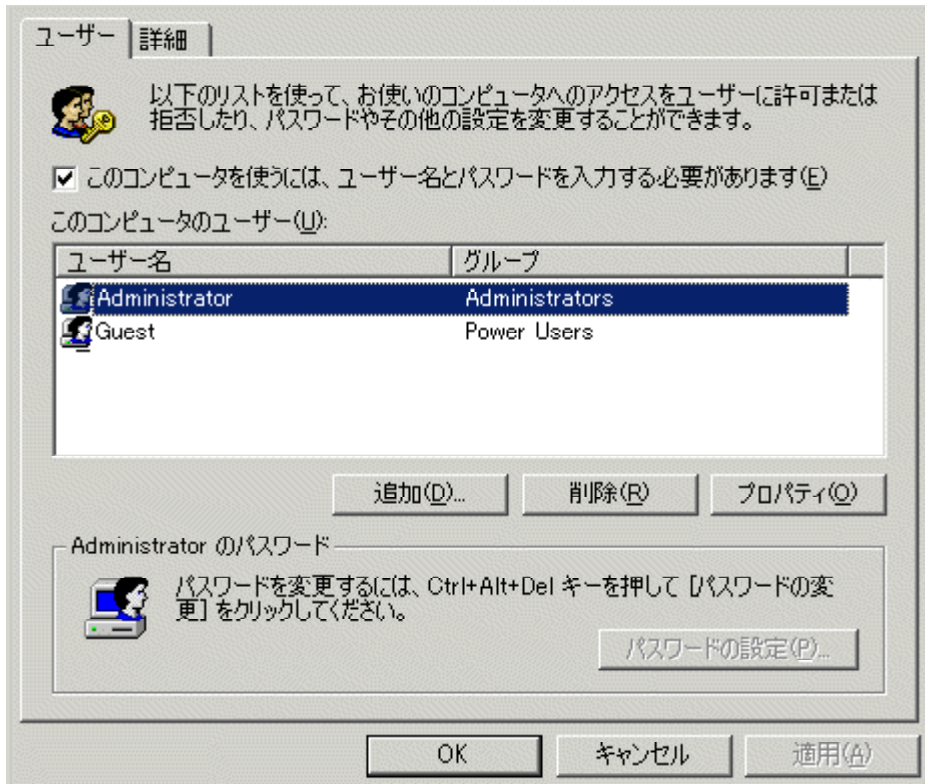 ユーザー 詳細
以下のリストを使って、お使いのコンピュータへのアクセスをユーザーに許可または
拒否したり、パスワードやその他の設定を変更することができます。
このコンピュータを使うには、ユーザー名とパスワードを入力する必要があります(E)
このコンピュータのユーザー(U):
ユーザー名 グループ
Administrator Administrators
Guest Power Users
追加(D)... 削除(R) プロパティ(O)
Administrator のパスワード
パスワードを変更するには、Ctrl+Alt+Del キーを押して [パスワードの変
更] をクリックしてください。
パスワードの設定(P)...
OK キャンセル 適用(A)